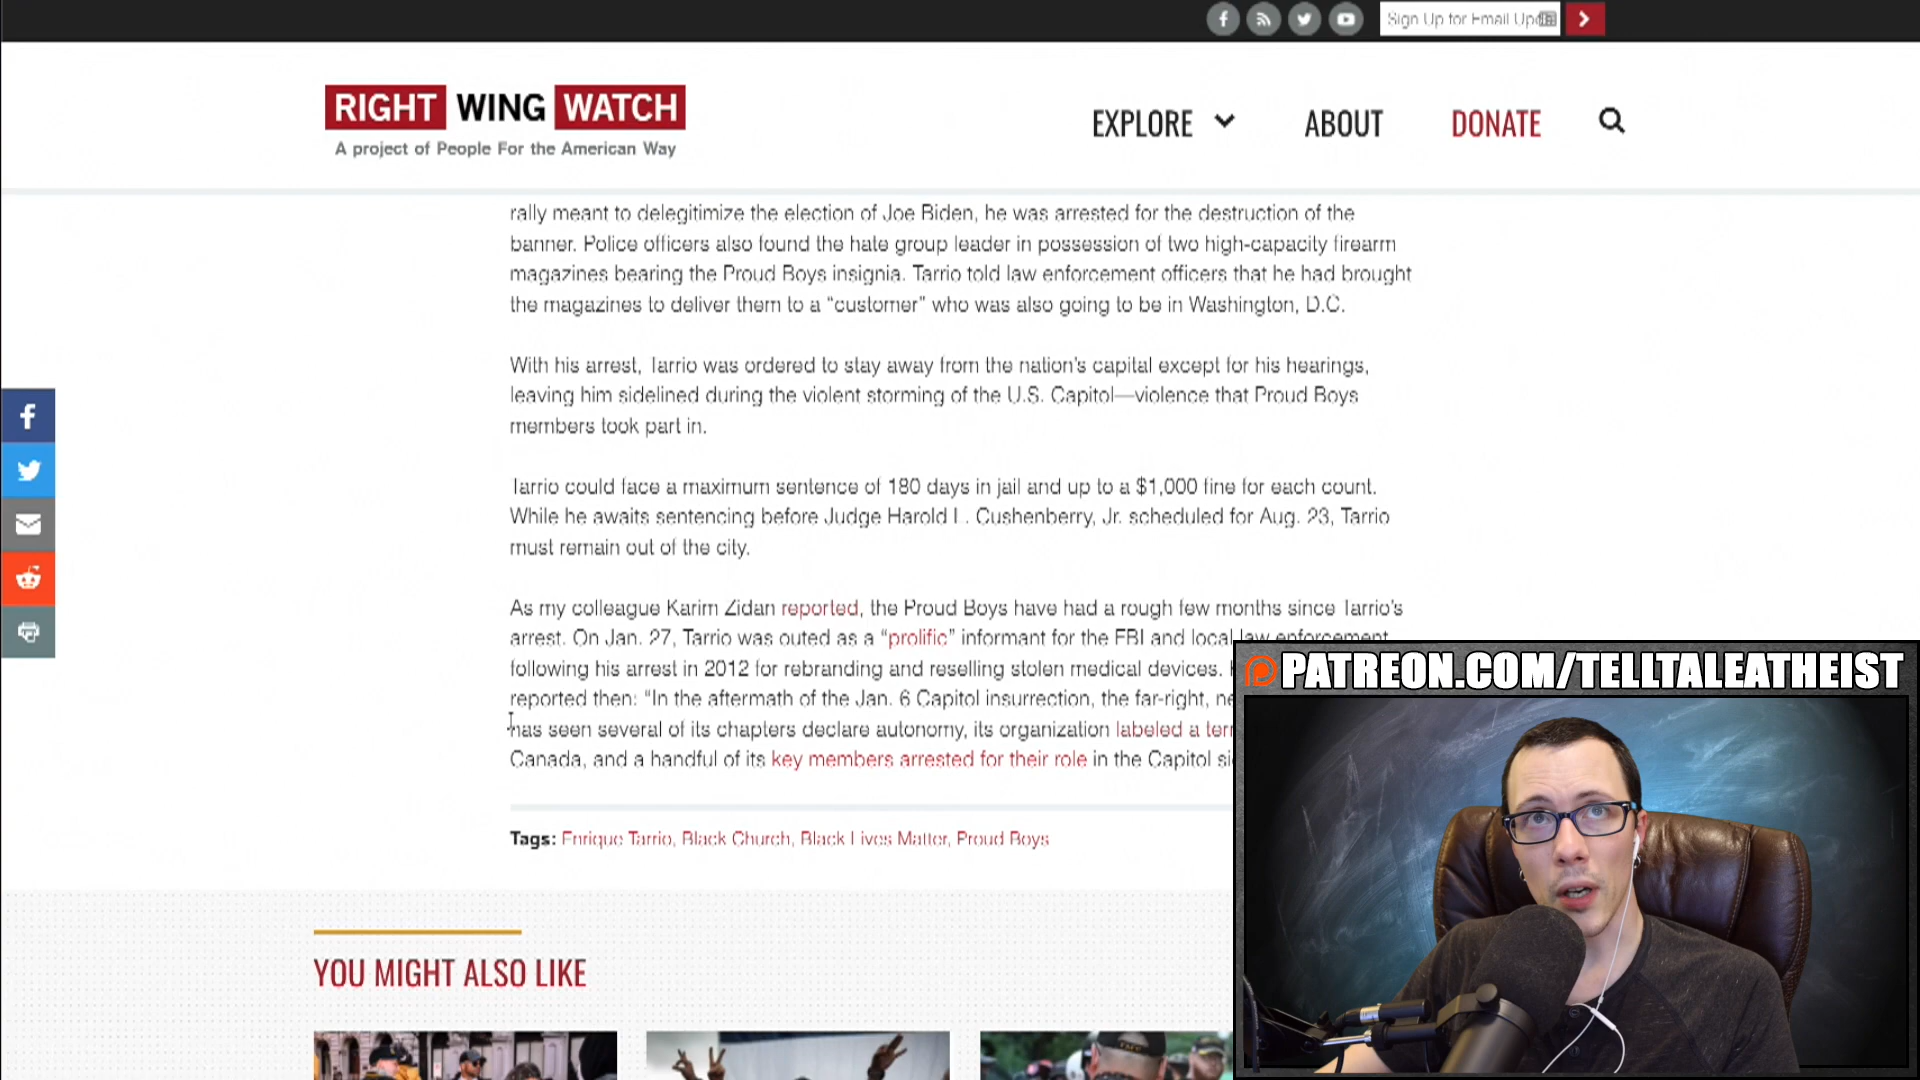 Sign Up for Email Upd
RIGHT WING WATCH
A project of People For the American Way
EXPLORE
ABOUT
DONATE
rally meant to delegitimize the election of Joe Biden, he was arrested for the destruction of the
banner. Police officers also found the hate group leader in possession of two high-capacity firearm
magazines bearing the Proud Boys insignia. Tarrio told law enforcement officers that he had brought
the magazines to deliver them to a “customer” who was also going to be in Washington, D.C.
With his arrest, Tarrio was ordered to stay away from the nation’s capital except for his hearings,
leaving him sidelined during the violent storming of the U.S. Capitol—violence that Proud Boys
members took part in.
Tarrio could face a maximum sentence of 180 days in jail and up to a $1,000 fine for each count.
While he awaits sentencing before Judge Harold L. Cushenberry, Jr. scheduled for Aug. 23, Tarrio
must remain out of the city.
As my colleague Karim Zidan reported, the Proud Boys have had a rough few months since Tarrio’s
arrest. On Jan. 27, Tarrio was outed as a “prolific” informant for the FBI and local law enforcement
following his arrest in 2012 for rebranding and reselling stolen medical devices.
reported then: “In the aftermath of the Jan. 6 Capitol insurrection, the far-right,
has seen several of its chapters declare autonomy, its organization labeled a
Canada, and a handful of its key members arrested for their role in the Capitol
Tags: Enrique Tarrio, Black Church, Black Lives Matter, Proud Boys
YOU MIGHT ALSO LIKE
PATREON.COM/TELLTALEATHEIST